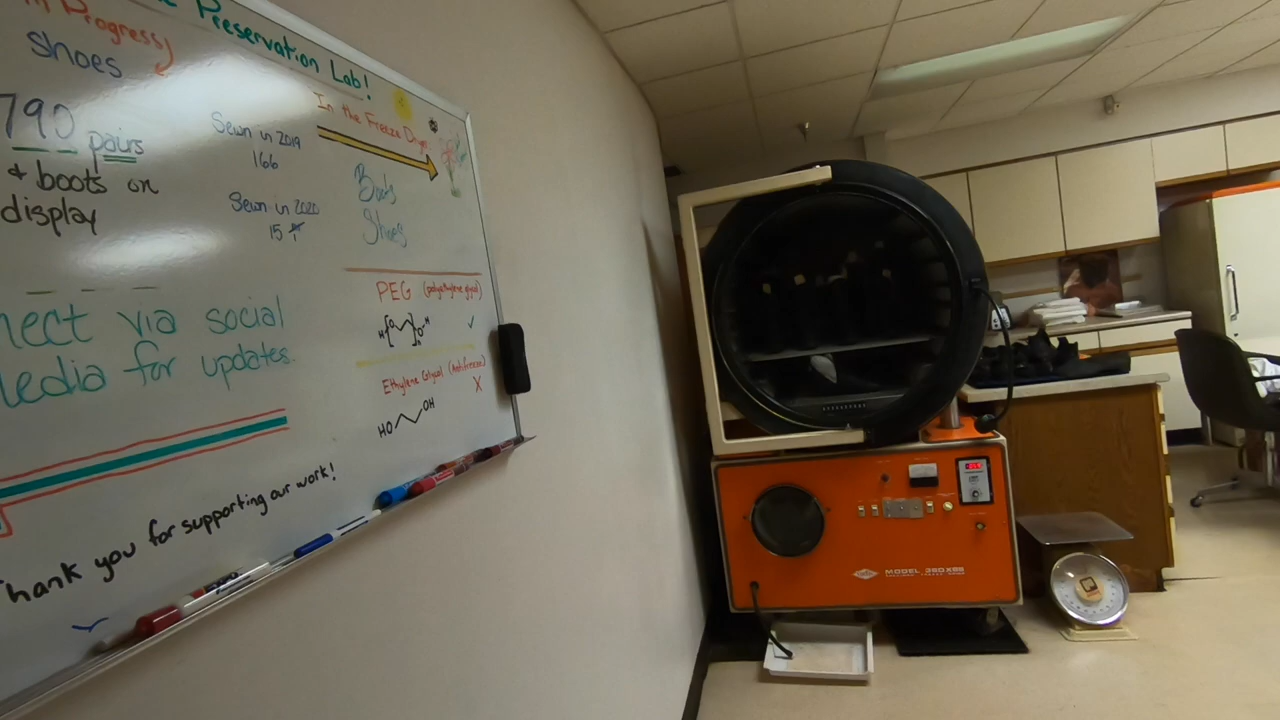 in Progress
Preservation Lab!
shoes
790 pairs
& boots on
display
Sewn in 2019
166
Sewn in 2020
15
In the Freeze Dryer
Boots
Shoes
nect via social
Media for updates.
PEG (polyethylene glycol)
H O O H n
Ethylene Glycol (Antifreeze)
X
HO OH
Thank you for supporting our work!
MODEL